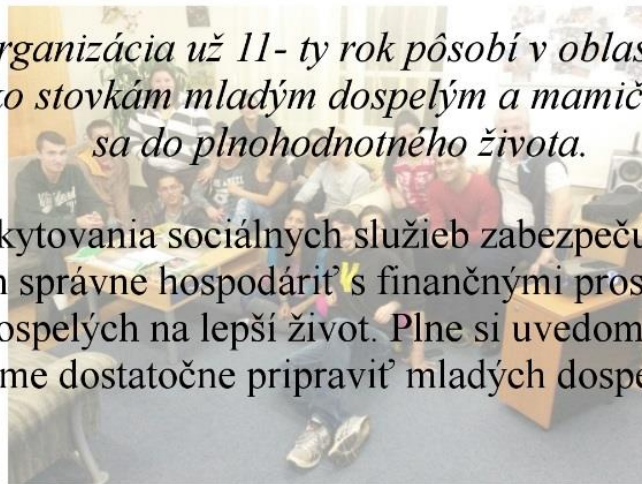 rganizácia už 11- ty rok pôsobí v oblas
ko stovkám mladým dospelým a mamič
sa do plnohodnotného života.
kytovania sociálnych služieb zabezpeču
správne hospodáriť s finančnými pros
ospelých na lepší život. Plne si uvedom
me dostatočne pripraviť mladých dospe